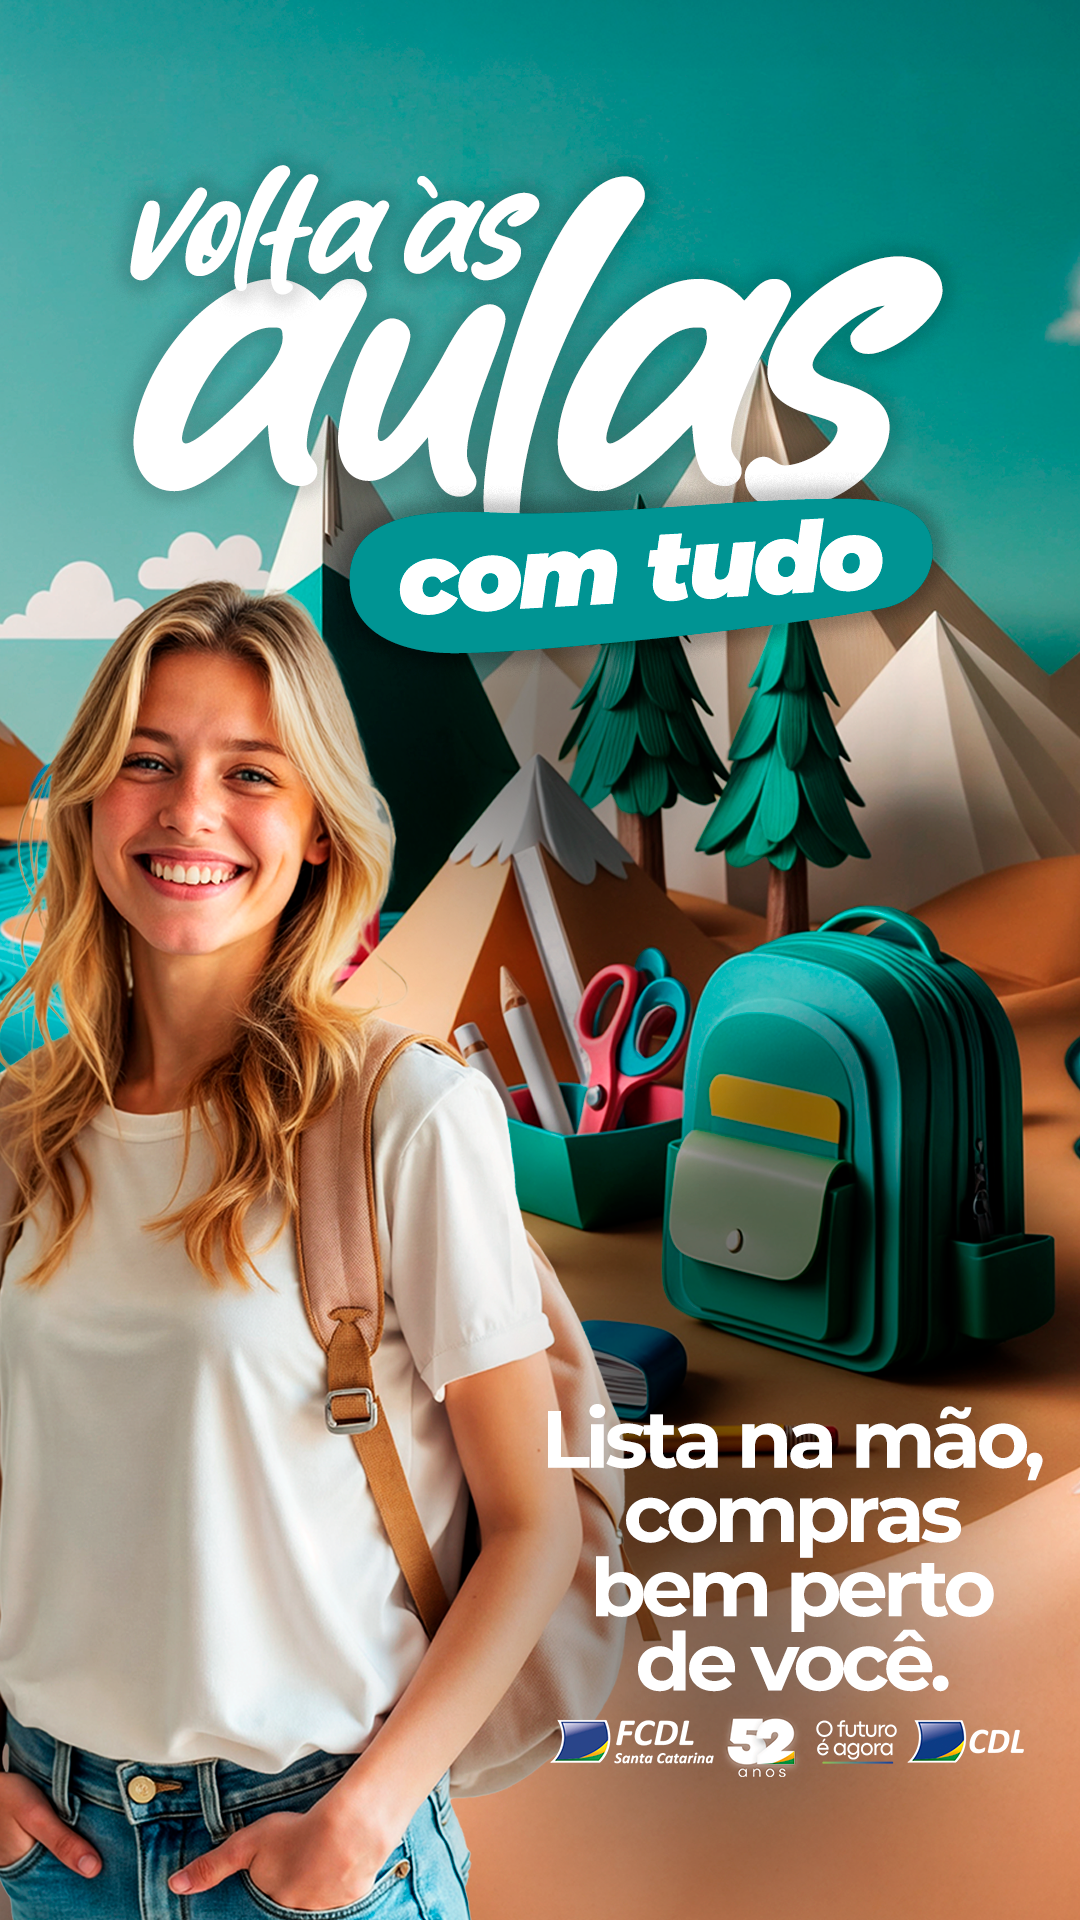 volta às
aulas
com tudo
Lista na mão,
compras
bem perto
de você.
FCDL
Santa Catarina
52
anos
O futuro
é agora
CDL